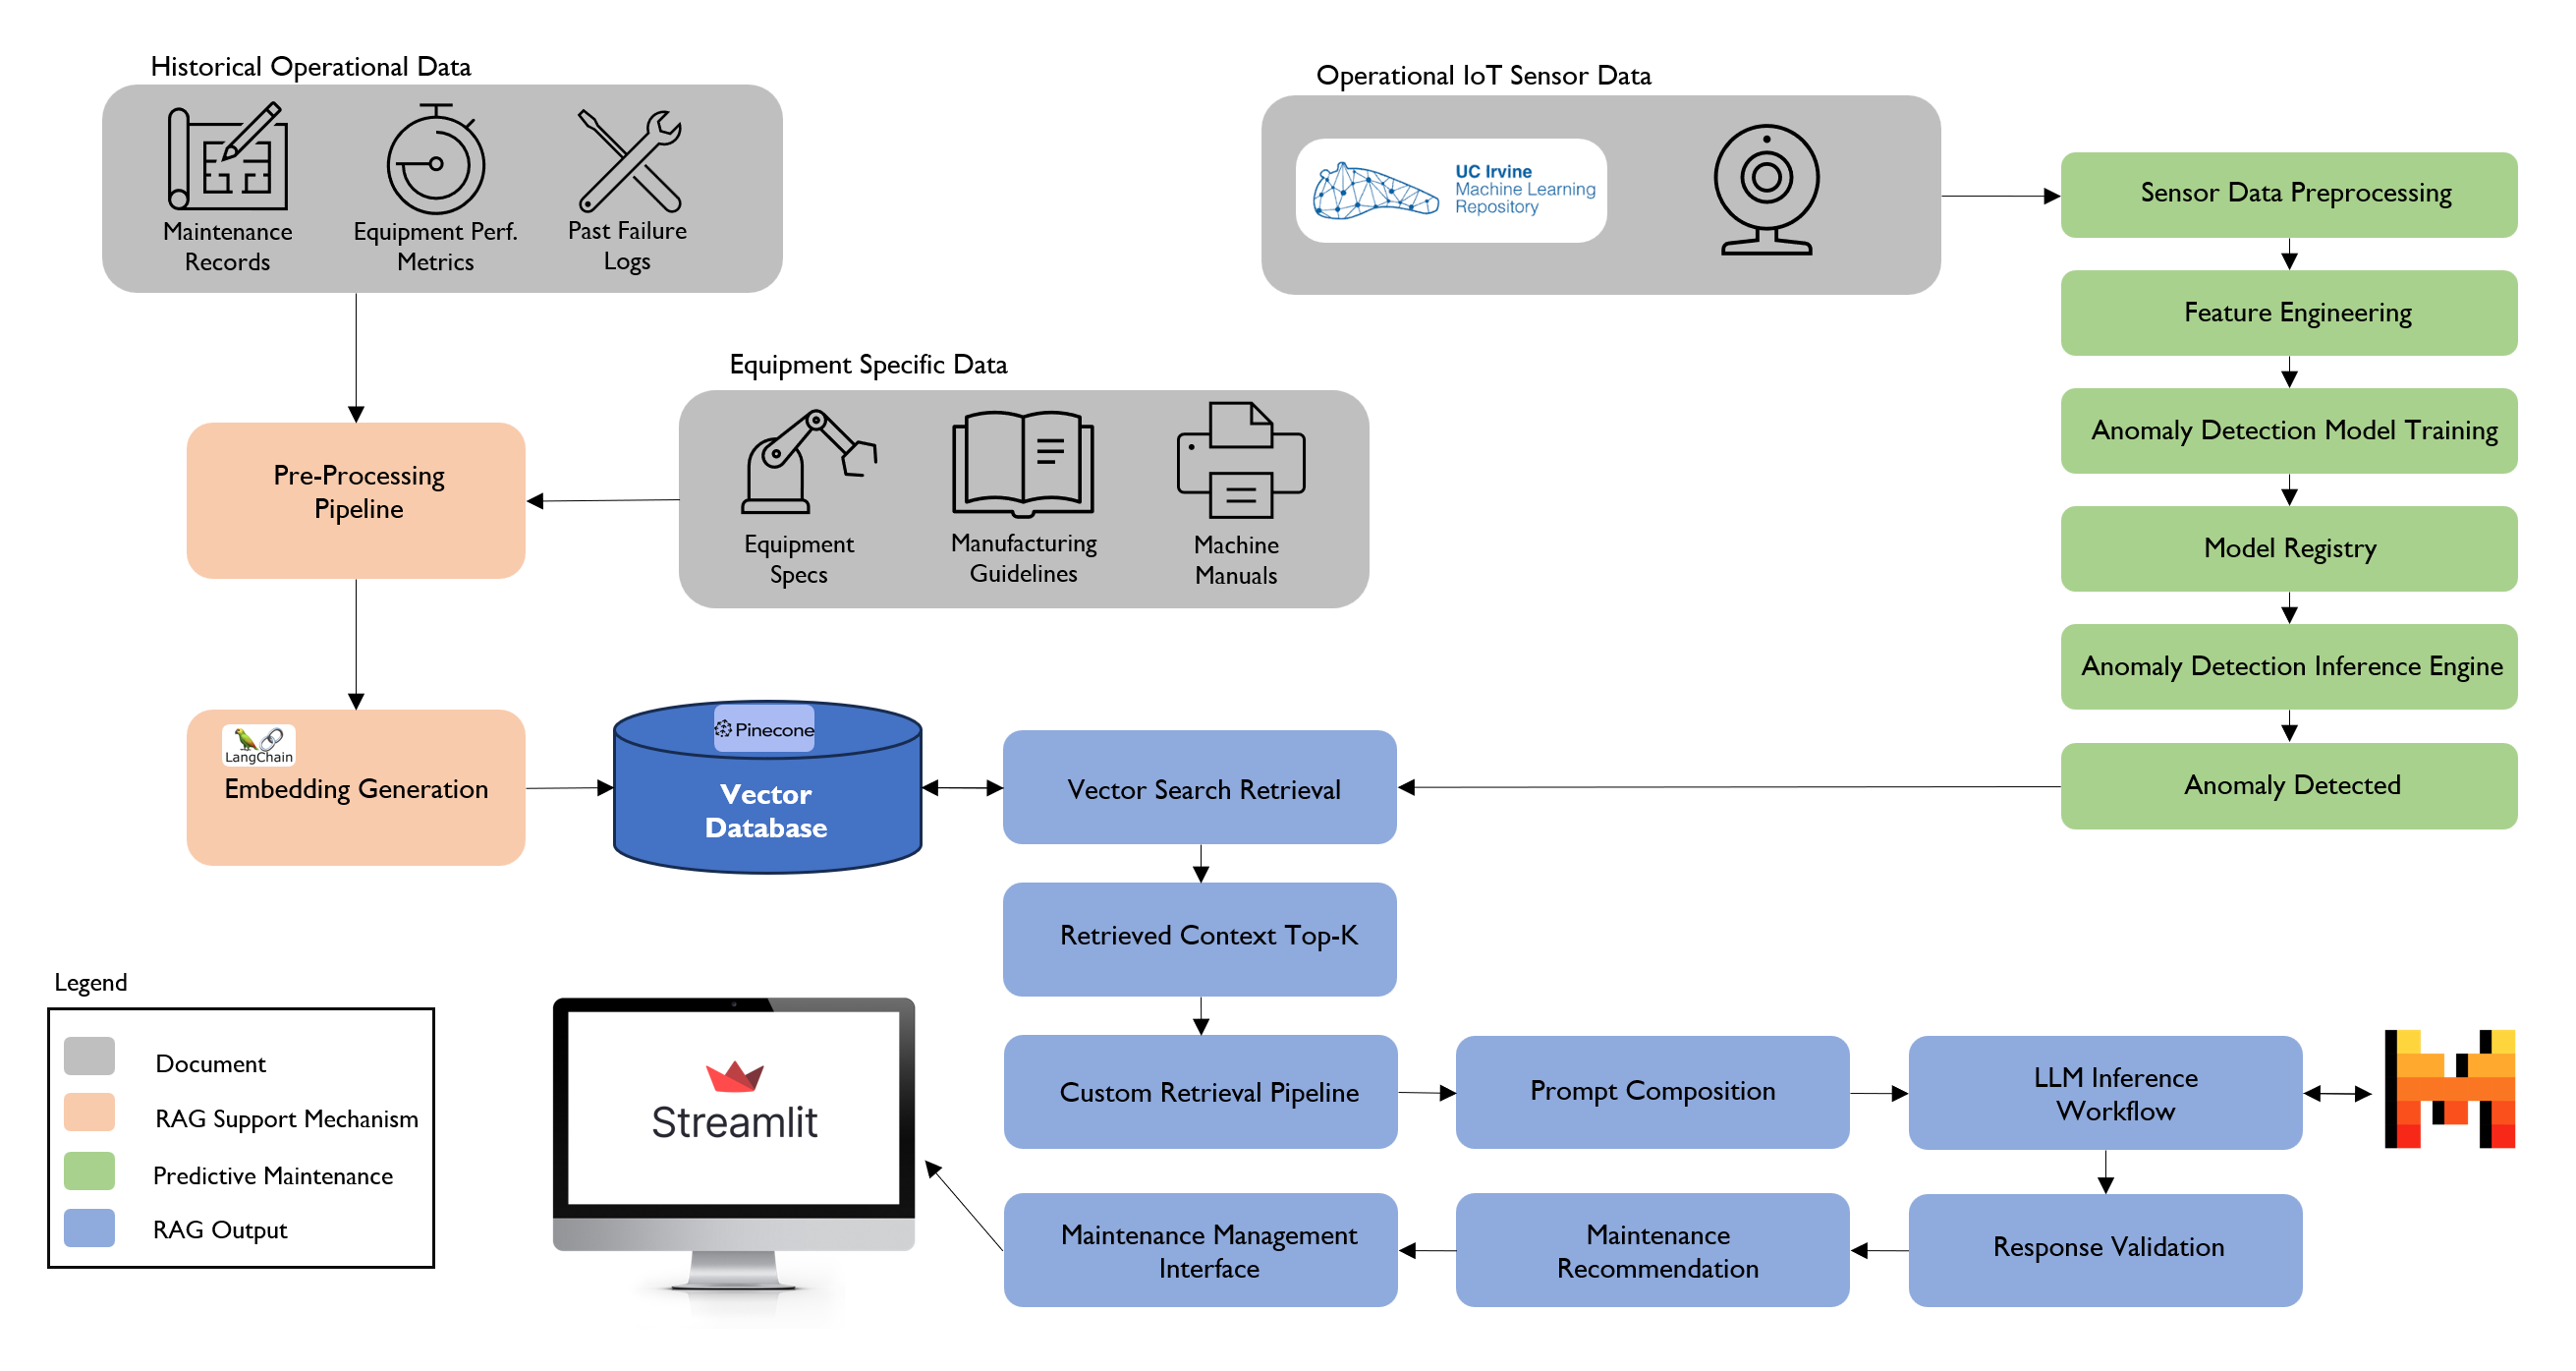 Historical Operational Data
Maintenance
Records
Equipment Perf.
Metrics
Past Failure
Logs
Operational IoT Sensor Data
UC Irvine
Machine Learning
Repository
Sensor Data Preprocessing
Feature Engineering
Anomaly Detection Model Training
Model Registry
Anomaly Detection Inference Engine
Anomaly Detected
Equipment Specific Data
Equipment
Specs
Manufacturing
Guidelines
Machine
Manuals
Pre-Processing
Pipeline
LangChain
Embedding Generation
Pinecone
Vector
Database
Vector Search Retrieval
Retrieved Context Top-K
Custom Retrieval Pipeline
Prompt Composition
LLM Inference
Workflow
Response Validation
Maintenance
Recommendation
Maintenance Management
Interface
Streamlit
Legend
Document
RAG Support Mechanism
Predictive Maintenance
RAG Output